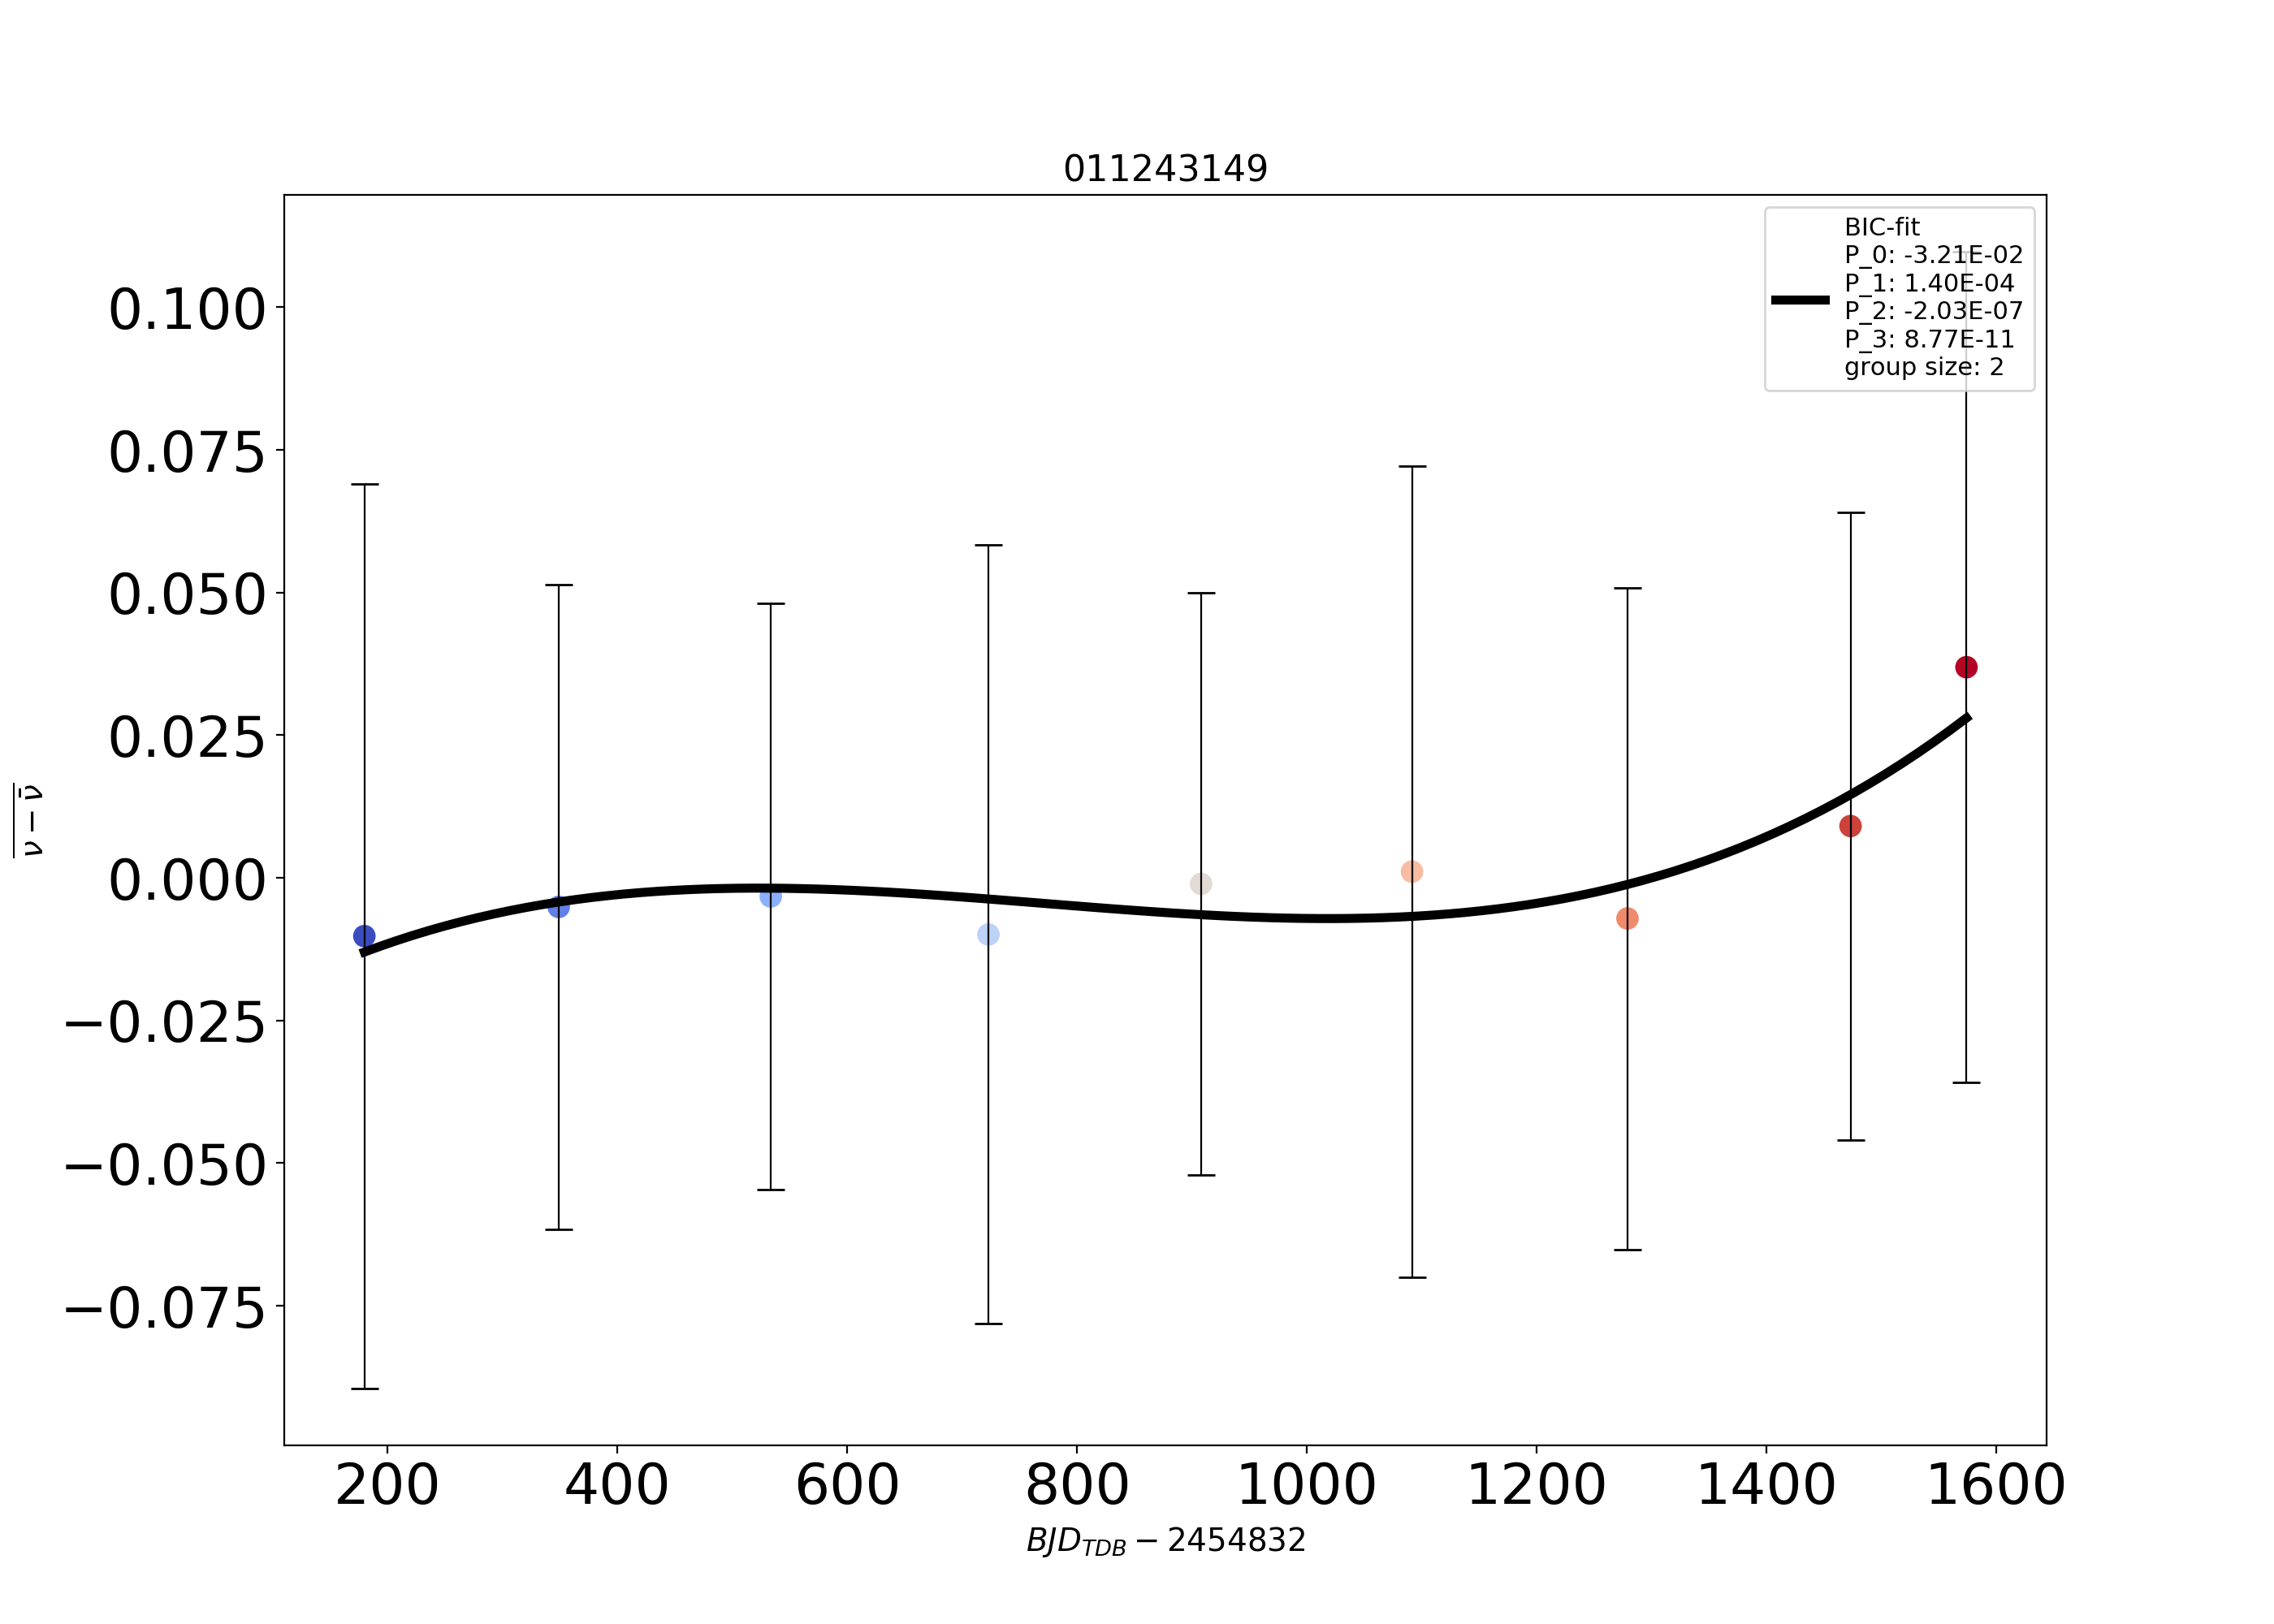 011243149
BIC-fit
P_0: -3.21E-02
P_1: 1.40E-04
P_2: -2.03E-07
P_3: 8.77E-11
group size: 2
0.100
0.075
0.050
0.025
0.000
−0.025
−0.050
−0.075
ν − ν̄
200 400 600 800 1000 1200 1400 1600
BJD_TDB − 2454832